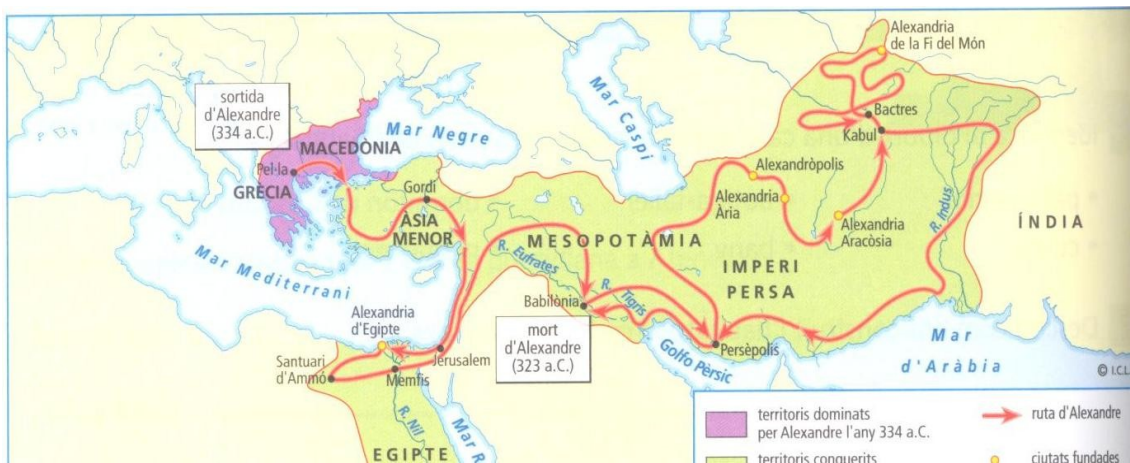 Alexandria
de la Fi del Món
sortida
d'Alexandre
(334 a.C.)
Mar Negre
Mar Caspi
Bactres
Kabul
MACEDÒNIA
Pel·la
GRÈCIA
Gordi
ÀSIA
MENOR
Alexandròpolis
Alexandria
Ària
Alexandria
Aracòsia
R. Indus
ÍNDIA
MESOPOTÀMIA
R. Eufrates
R. Tigris
IMPERI
PERSA
Mar Mediterrani
Babilònia
Alexandria
d'Egipte
mort
d'Alexandre
(323 a.C.)
Jerusalem
Persèpolis
Golfo Pèrsic
Mar
d'Aràbia
Santuari
d'Ammó
Memfis
R. Nil
Mar R
EGIPTE
© I.C.L.
territoris dominats
per Alexandre l'any 334 a.C.
ruta d'Alexandre
territoris conquerits
ciutats fundades